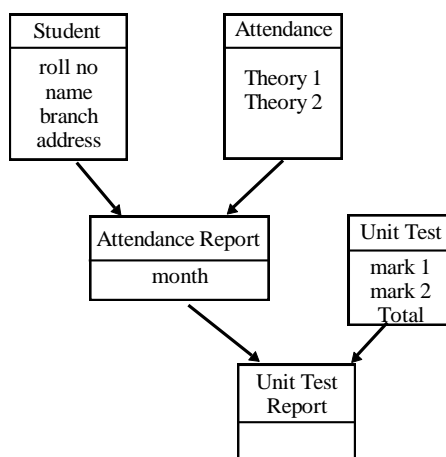 Student
roll no
name
branch
address
Attendance
Theory 1
Theory 2
Attendance Report
month
Unit Test
mark 1
mark 2
Total
Unit Test
Report